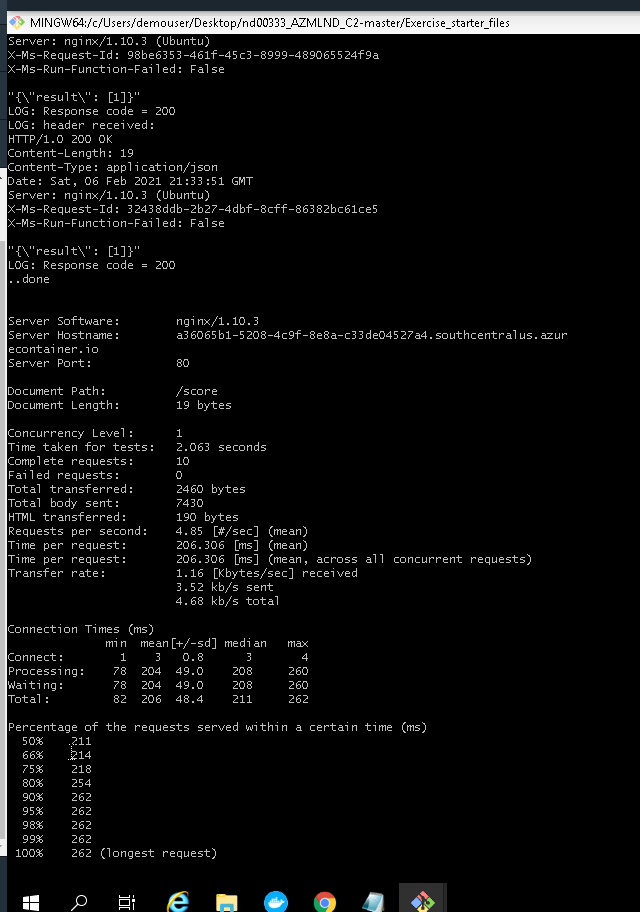 MINGW64:/c/Users/demouser/Desktop/nd00333_AZMLND_C2-master/Exercise_starter_files
Server: nginx/1.10.3 (Ubuntu)
X-Ms-Request-Id: 98be6353-461f-45c3-8999-489065524f9a
X-Ms-Run-Function-Failed: False
"{\"result\": [1]}"
LOG: Response code = 200
LOG: header received:
HTTP/1.0 200 OK
Content-Length: 19
Content-Type: application/json
Date: Sat, 06 Feb 2021 21:33:51 GMT
Server: nginx/1.10.3 (Ubuntu)
X-Ms-Request-Id: 32438ddb-2b27-4dbf-8cff-86382bc61ce5
X-Ms-Run-Function-Failed: False
"{\"result\": [1]}"
LOG: Response code = 200
..done
Server Software: nginx/1.10.3
Server Hostname: a36065b1-5208-4c9f-8e8a-c33de04527a4.southcentralus.azur
econtainer.io
Server Port: 80
Document Path: /score
Document Length: 19 bytes
Concurrency Level: 1
Time taken for tests: 2.063 seconds
Complete requests: 10
Failed requests: 0
Total transferred: 2460 bytes
Total body sent: 7430
HTML transferred: 190 bytes
Requests per second: 4.85 [#/sec] (mean)
Time per request: 206.306 [ms] (mean)
Time per request: 206.306 [ms] (mean, across all concurrent requests)
Transfer rate: 1.16 [Kbytes/sec] received
3.52 kb/s sent
4.68 kb/s total
Connection Times (ms)
min mean[+/-sd] median max
Connect: 1 3 0.8 3 4
Processing: 78 204 49.0 208 260
Waiting: 78 204 49.0 208 260
Total: 82 206 48.4 211 262
Percentage of the requests served within a certain time (ms)
50% 211
66% 214
75% 218
80% 254
90% 262
95% 262
98% 262
99% 262
100% 262 (longest request)